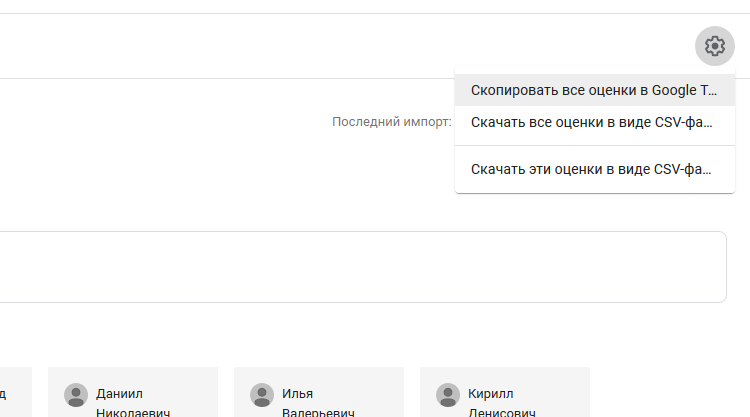 Скопировать все оценки в Google Т...
Последний импорт:
Скачать все оценки в виде CSV-фа...
Скачать эти оценки в виде CSV-фа...
д
Даниил
Николаевич
Илья
Валерьевич
Кирилл
Денисович